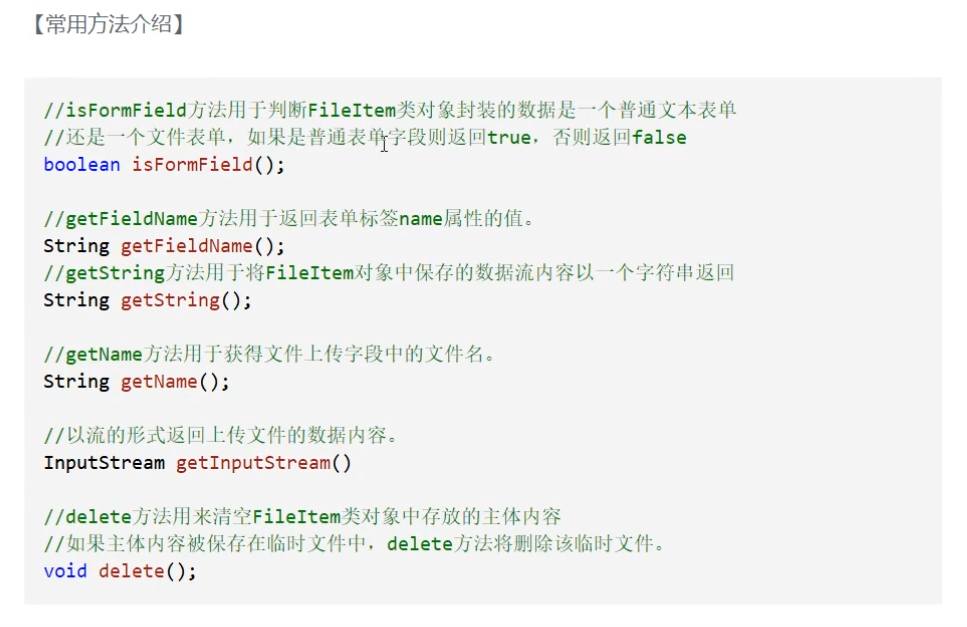 【常用方法介绍】
//isFormField方法用于判断FileItem类对象封装的数据是一个普通文本表单
//还是一个文件表单，如果是普通表单字段则返回true，否则返回false
boolean isFormField();
//getFieldName方法用于返回表单标签name属性的值。
String getFieldName();
//getString方法用于将FileItem对象中保存的数据流内容以一个字符串返回
String getString();
//getName方法用于获得文件上传字段中的文件名。
String getName();
//以流的形式返回上传文件的数据内容。
InputStream getInputStream()
//delete方法用来清空FileItem类对象中存放的主体内容
//如果主体内容被保存在临时文件中，delete方法将删除该临时文件。
void delete();